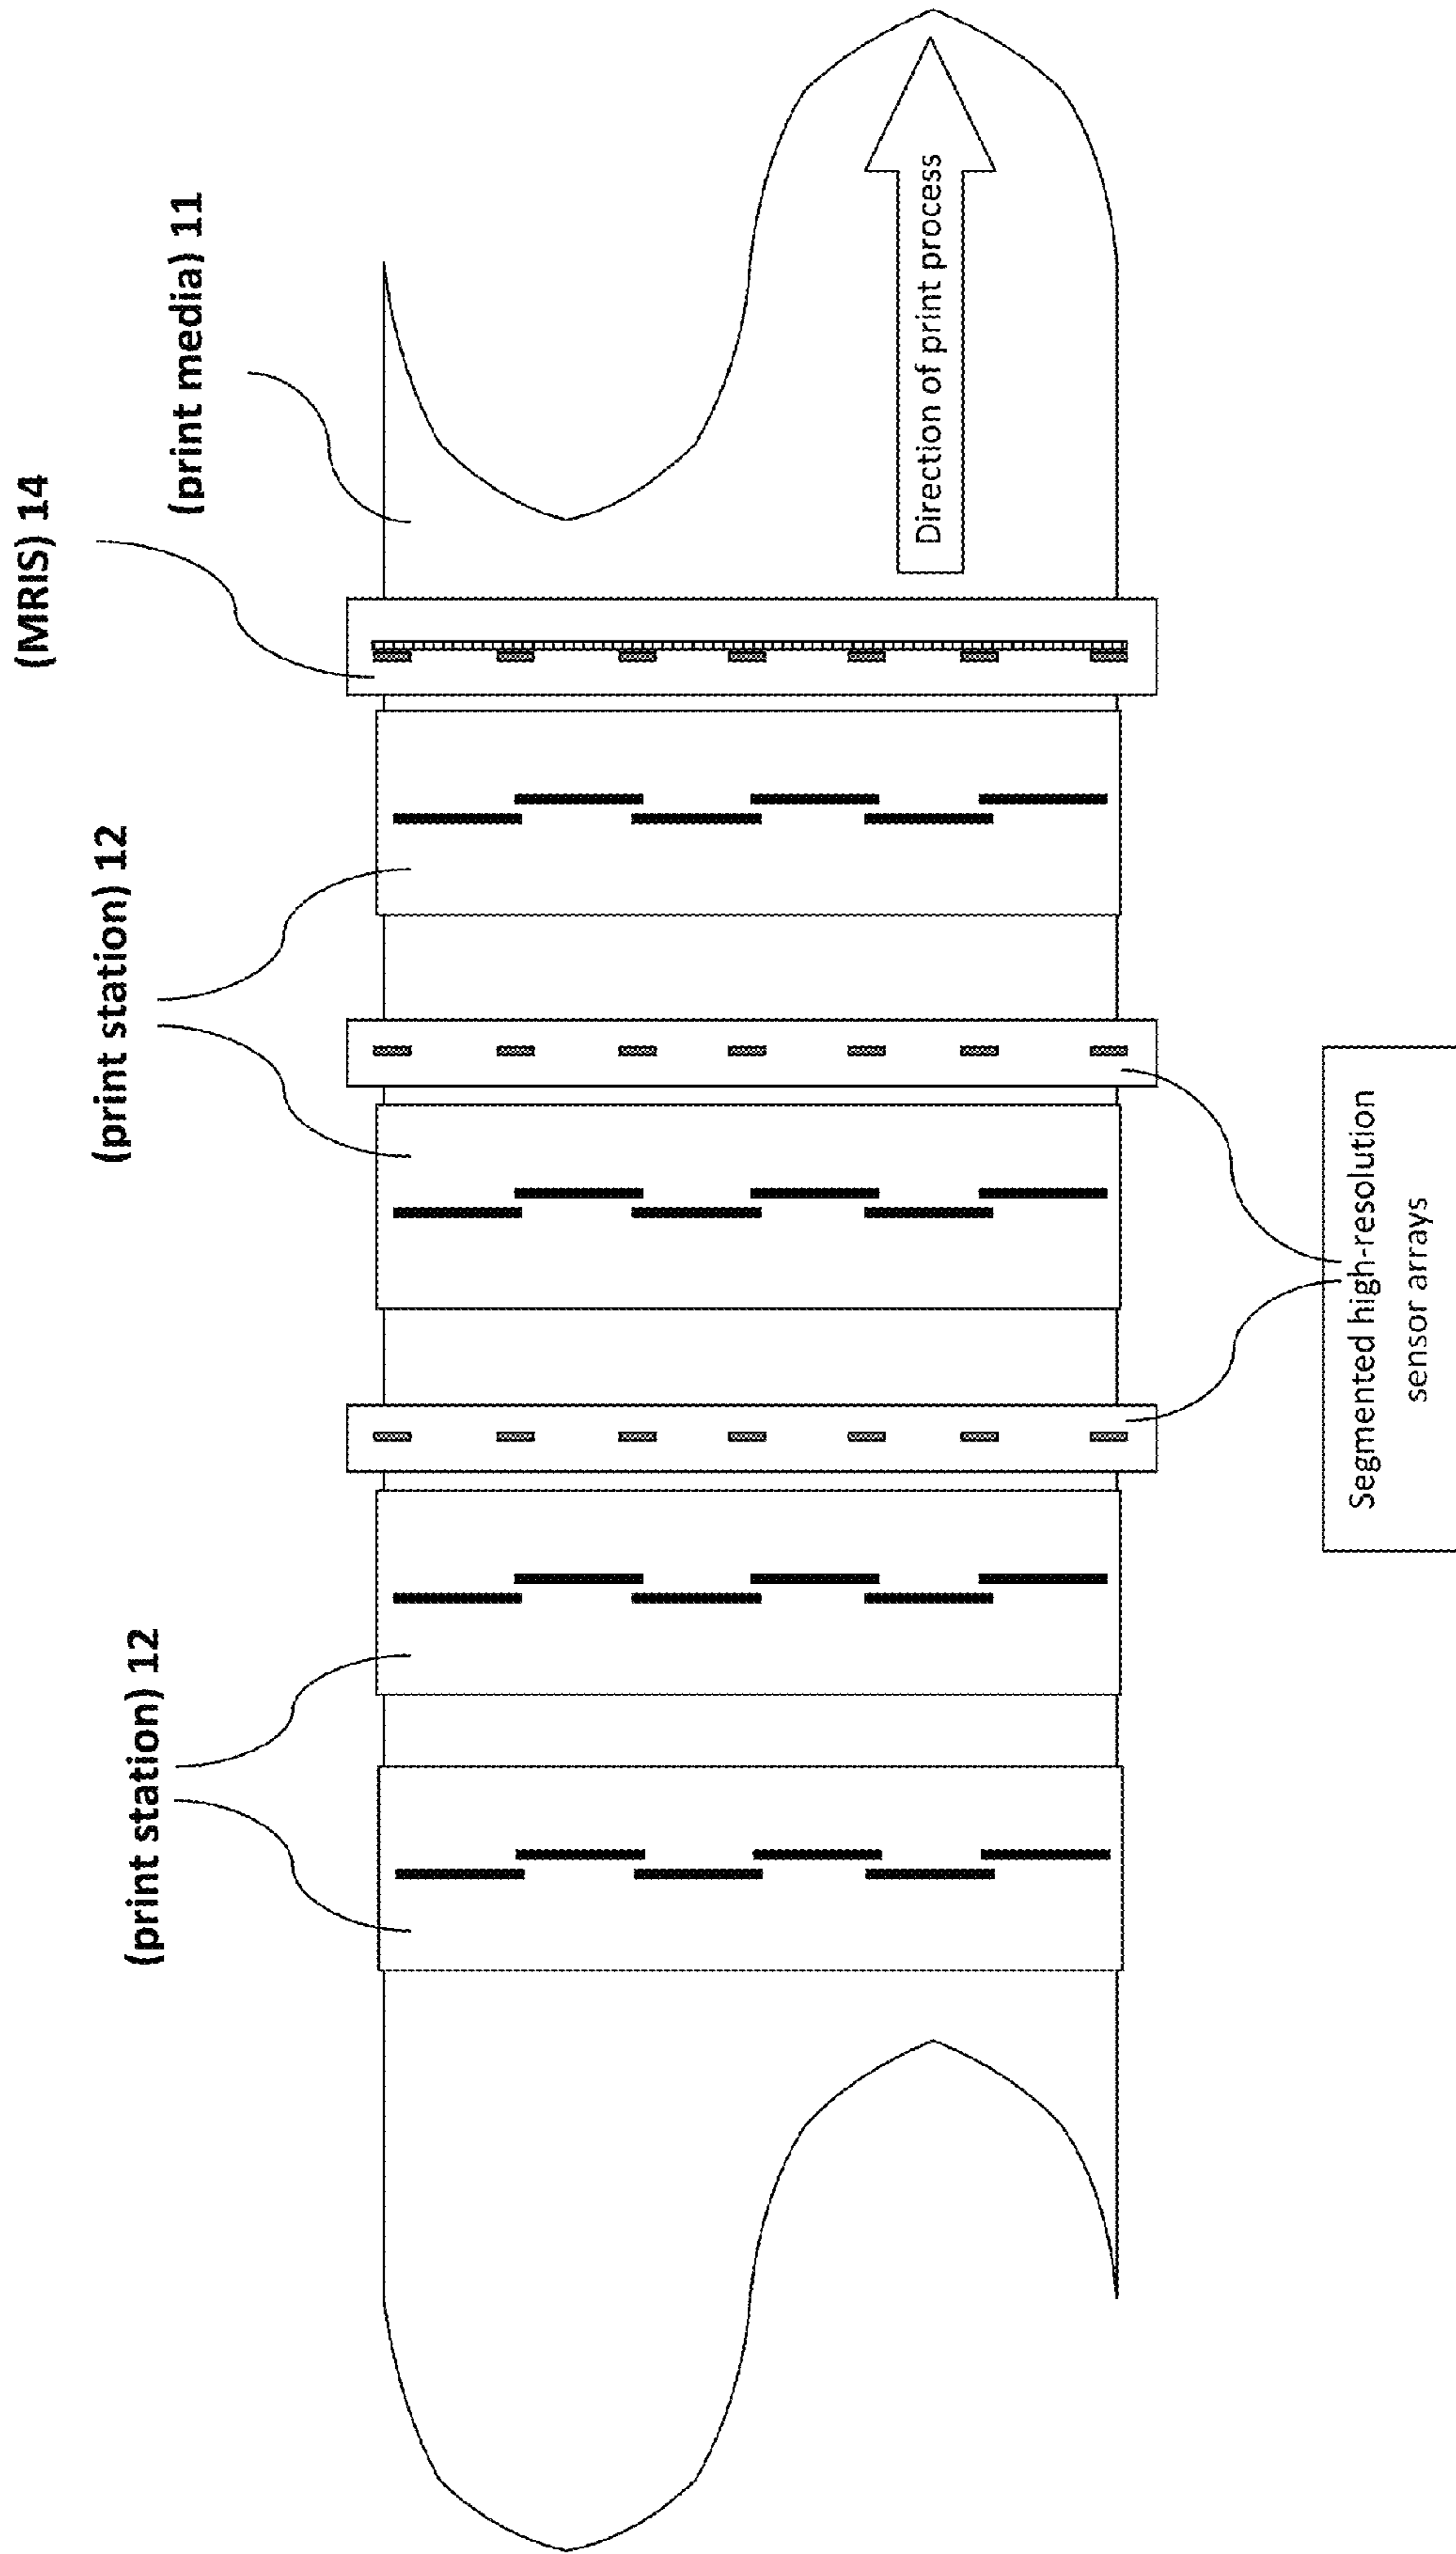 (print station) 12
(print station) 12
(MRIS) 14
(print media) 11
Direction of print process
Segmented high-resolution
sensor arrays